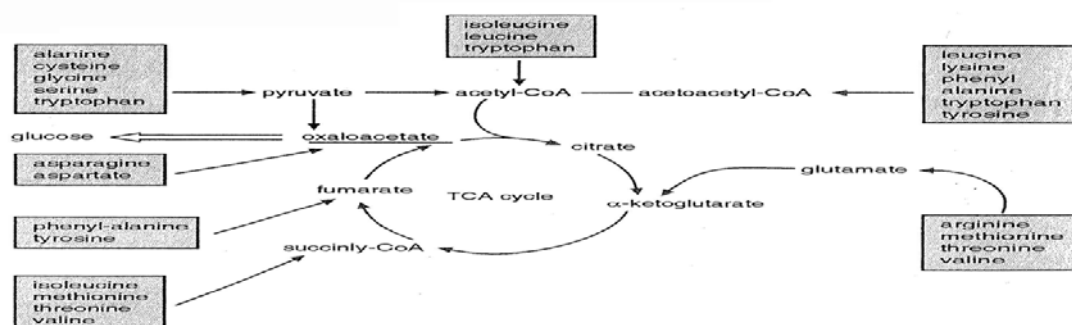 isoleucine
leucine
tryptophan
alanine
cysteine
glycine
serine
tryptophan
leucine
lysine
phenyl
alanine
tryptophan
tyrosine
pyruvate
acetyl-CoA
acetoacetyl-CoA
glucose
oxaloacetate
citrate
asparagine
aspartate
fumarate
TCA cycle
α-ketoglutarate
glutamate
phenyl-alanine
tyrosine
succinly-CoA
arginine
methionine
threonine
valine
isoleucine
methionine
threonine
valine